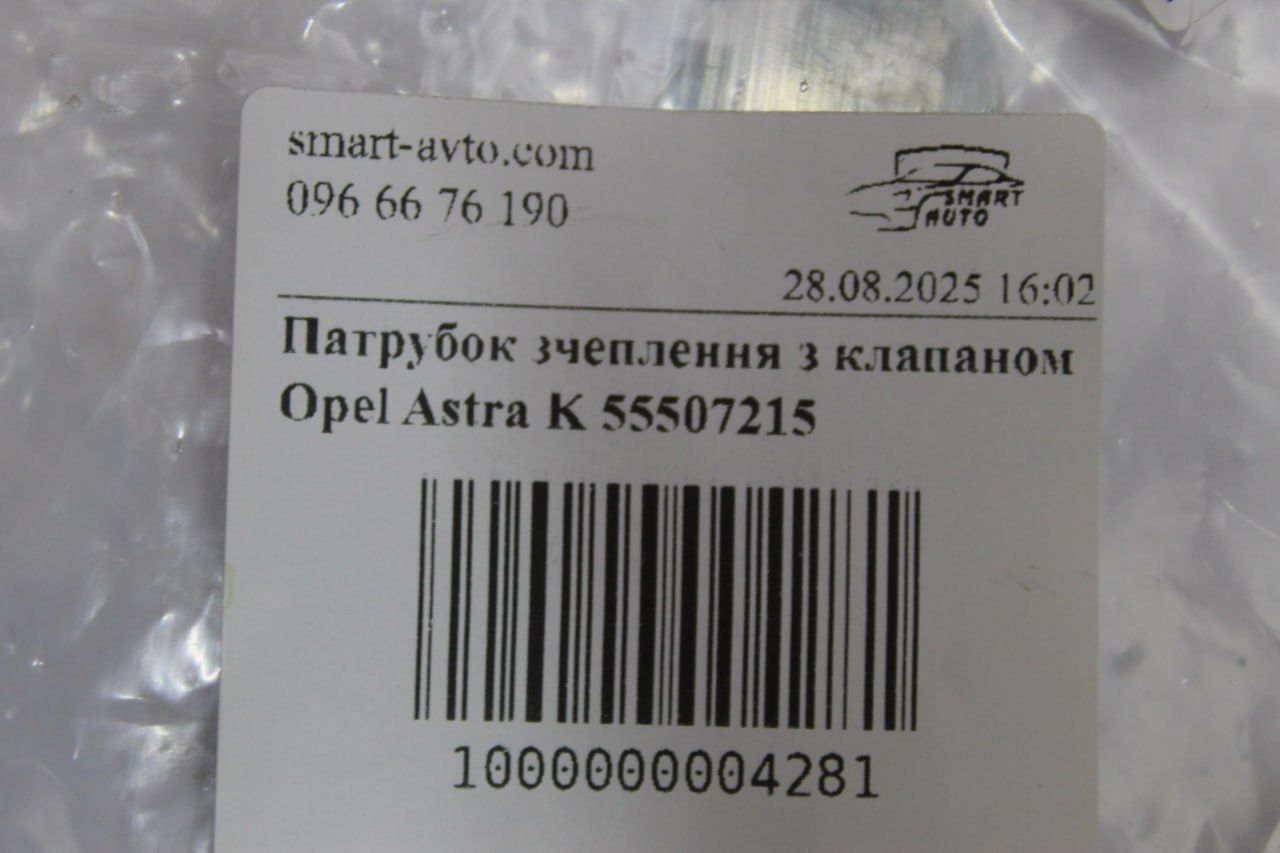 smart-avto.com
096 66 76 190
SMART
AUTO
28.08.2025 16:02
Патрубок зчеплення з клапаном
Opel Astra K 55507215
1000000004281